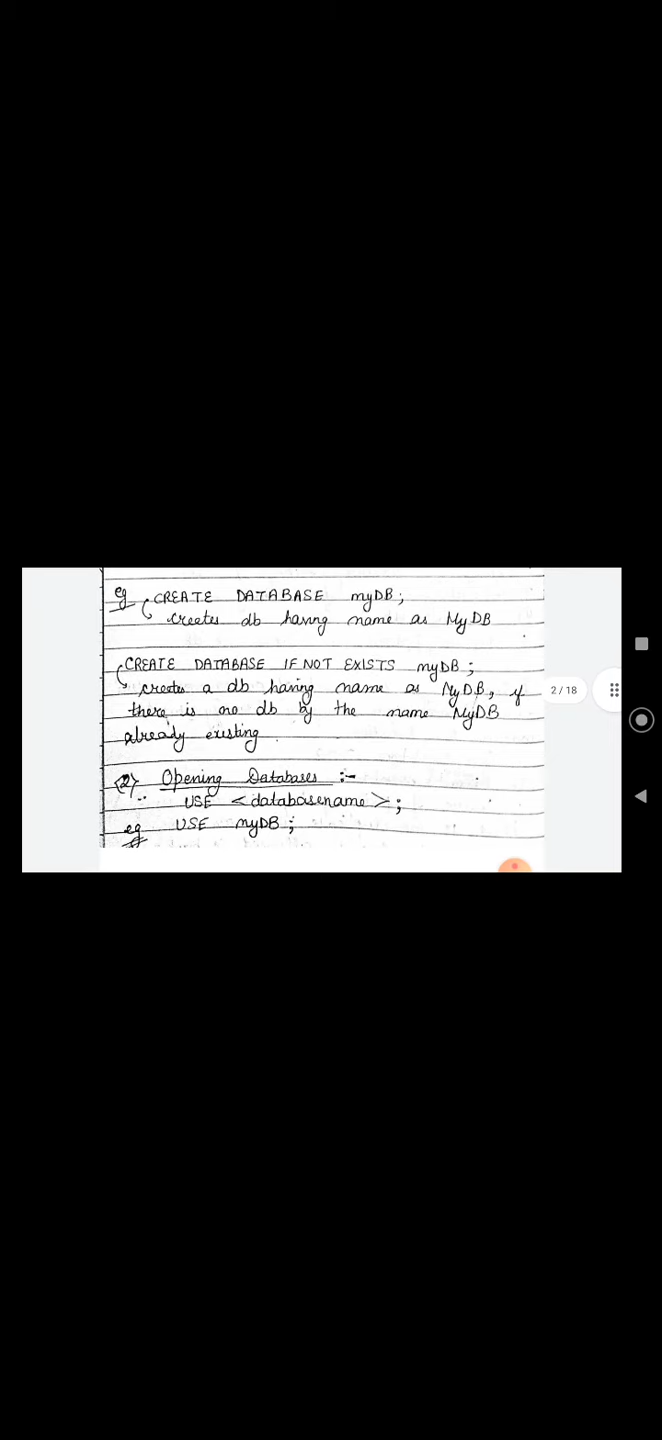 eg CREATE DATABASE myDB;
creates db having name as MyDB
CREATE DATABASE IF NOT EXISTS myDB;
creates a db having name as MyDB, if
there is no db by the name MyDB
already existing.
<2> Opening Databases :-
USE <databasename>;
eg USE myDB;
2 / 18